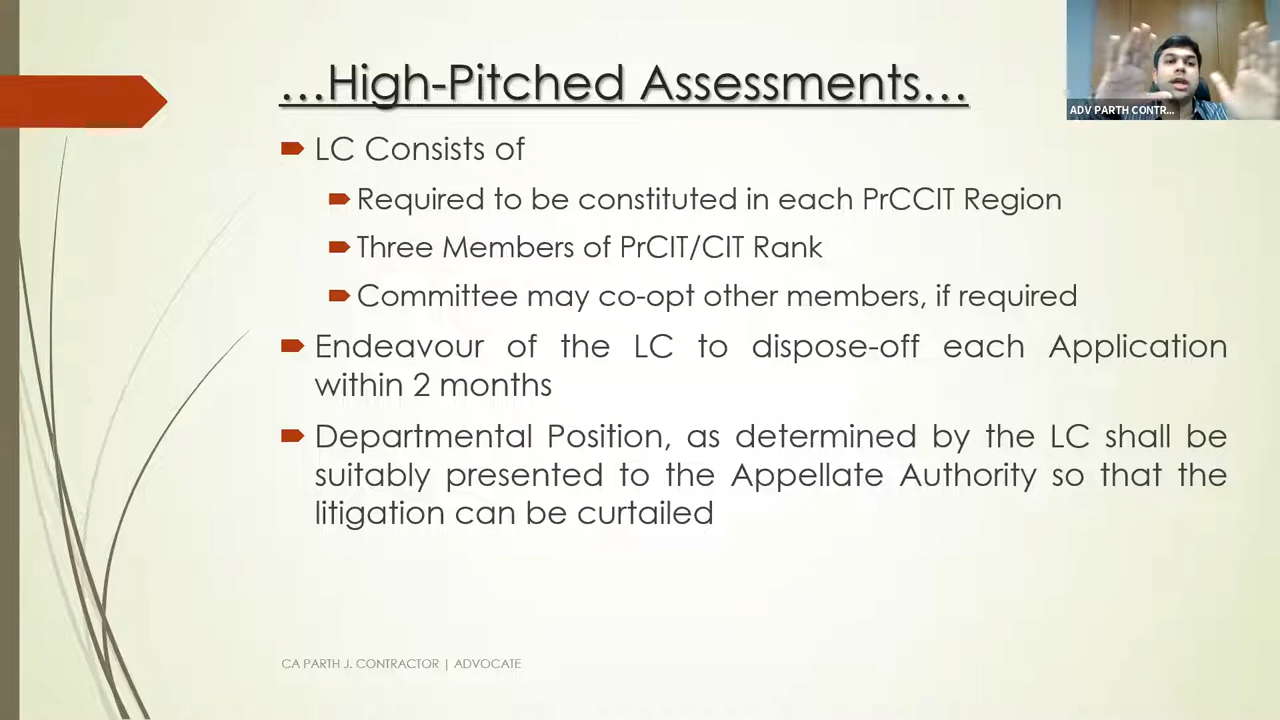 …High-Pitched Assessments…
ADV PARTH CONTR...
LC Consists of
Required to be constituted in each PrCCIT Region
Three Members of PrCIT/CIT Rank
Committee may co-opt other members, if required
Endeavour of the LC to dispose-off each Application
within 2 months
Departmental Position, as determined by the LC shall be
suitably presented to the Appellate Authority so that the
litigation can be curtailed
CA PARTH J. CONTRACTOR | ADVOCATE